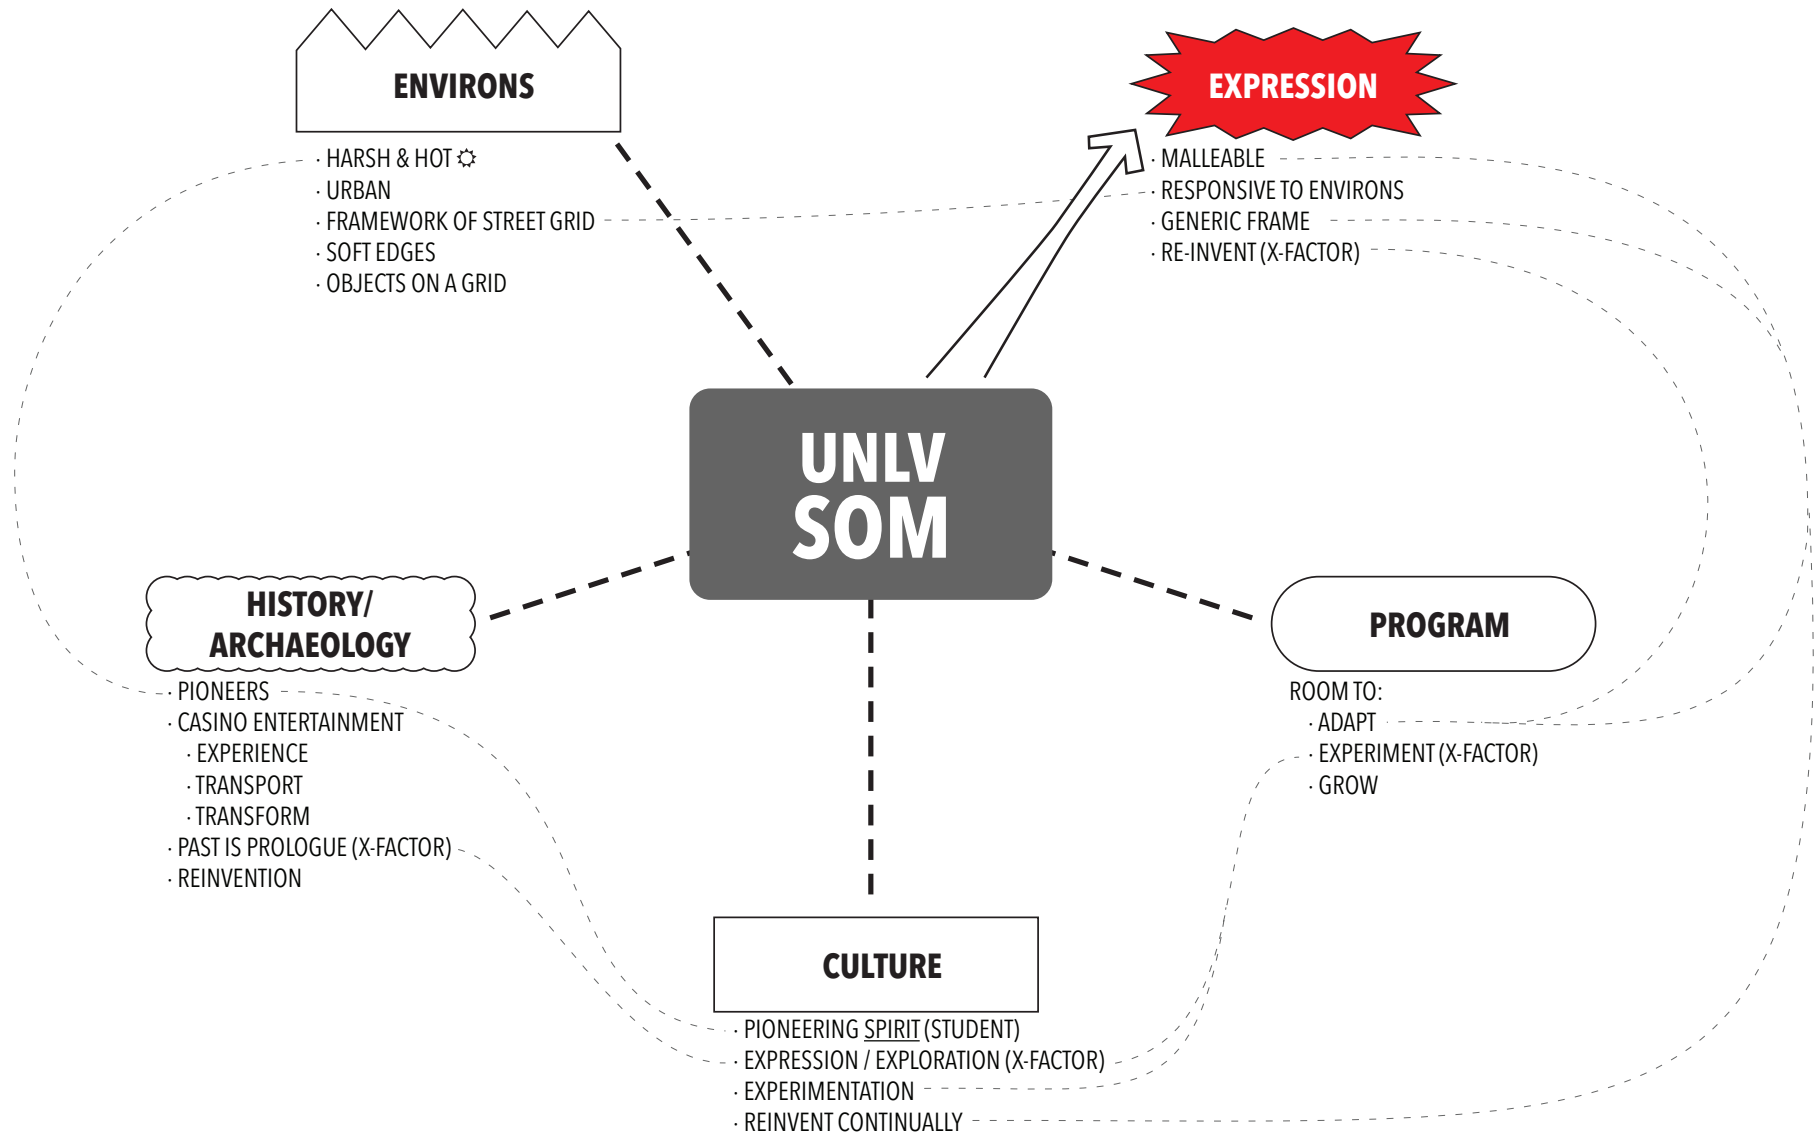 ENVIRONS
· HARSH & HOT
· URBAN
· FRAMEWORK OF STREET GRID
· SOFT EDGES
· OBJECTS ON A GRID
EXPRESSION
· MALLEABLE
· RESPONSIVE TO ENVIRONS
· GENERIC FRAME
· RE-INVENT (X-FACTOR)
UNLV
SOM
HISTORY/
ARCHAEOLOGY
· PIONEERS
· CASINO ENTERTAINMENT
· EXPERIENCE
· TRANSPORT
· TRANSFORM
· PAST IS PROLOGUE (X-FACTOR)
· REINVENTION
PROGRAM
ROOM TO:
· ADAPT
· EXPERIMENT (X-FACTOR)
· GROW
CULTURE
· PIONEERING SPIRIT (STUDENT)
· EXPRESSION / EXPLORATION (X-FACTOR)
· EXPERIMENTATION
· REINVENT CONTINUALLY